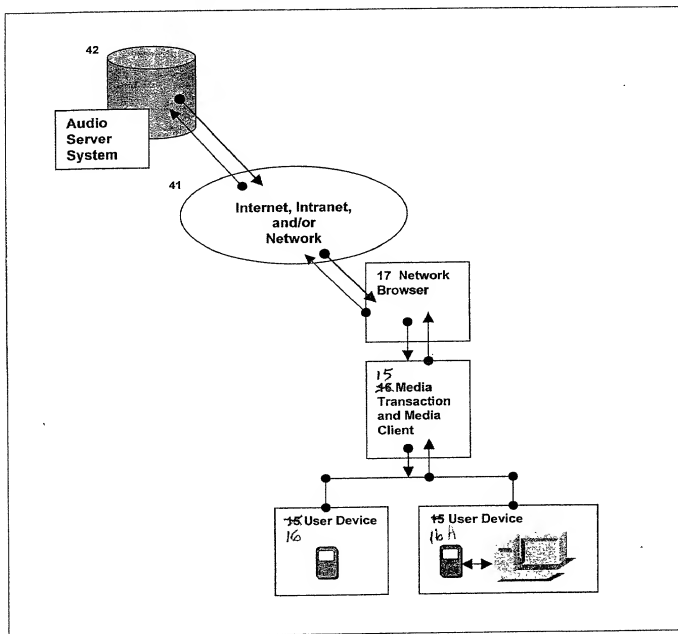 42
Audio
Server
System
41
Internet, Intranet,
and/or
Network
17 Network
Browser
15
16 Media
Transaction
and Media
Client
15 User Device
16
15 User Device
16 A